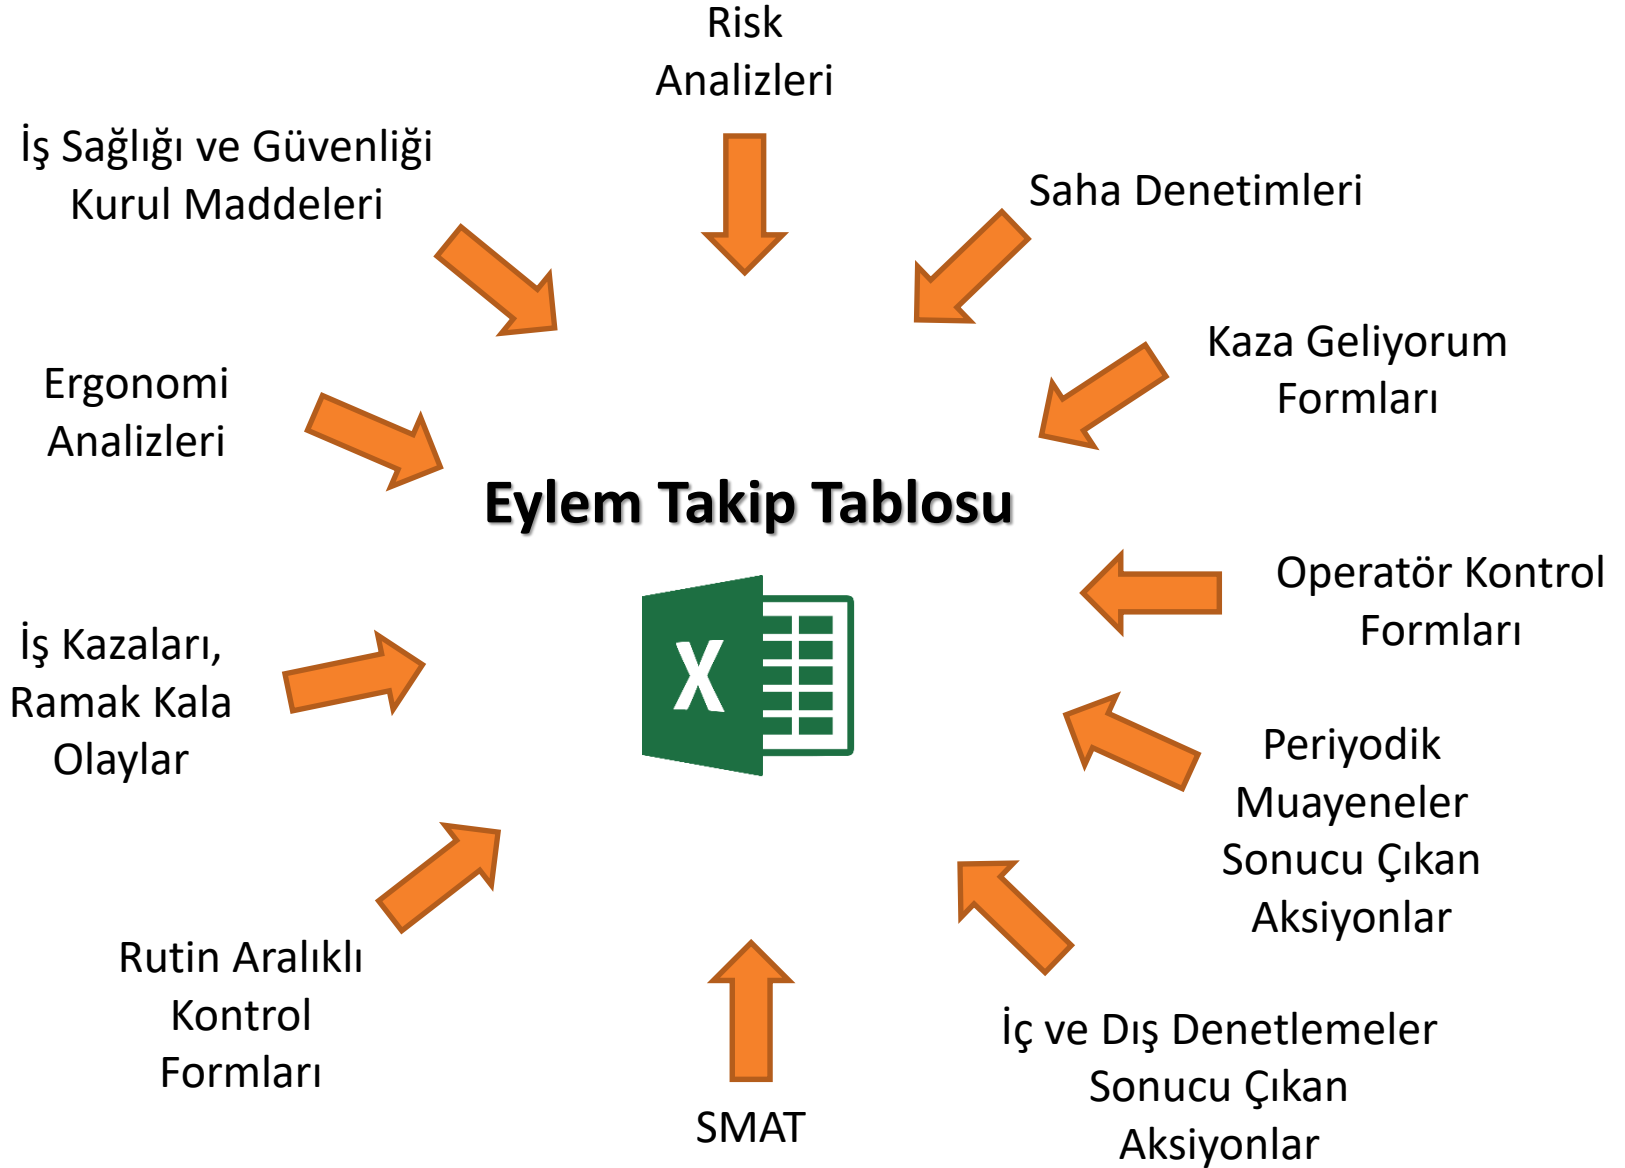 Risk
Analizleri
İş Sağlığı ve Güvenliği
Kurul Maddeleri
Saha Denetimleri
Kaza Geliyorum
Formları
Ergonomi
Analizleri
Eylem Takip Tablosu
Operatör Kontrol
Formları
X
İş Kazaları,
Ramak Kala
Olaylar
Periyodik
Muayeneler
Sonucu Çıkan
Aksiyonlar
Rutin Aralıklı
Kontrol
Formları
İç ve Dış Denetlemeler
Sonucu Çıkan
Aksiyonlar
SMAT